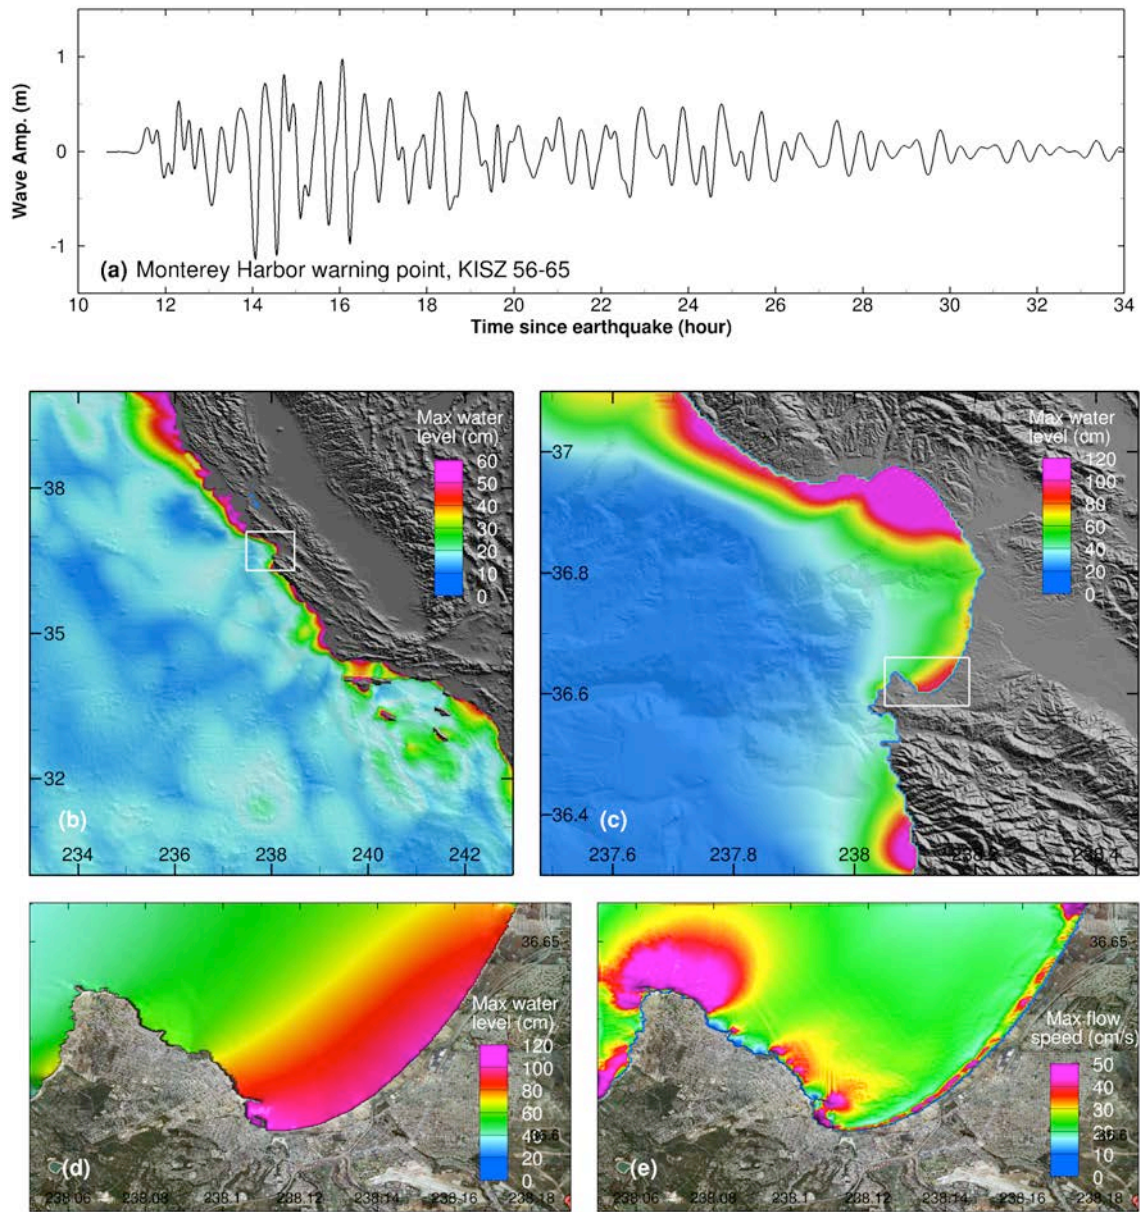 Wave Amp. (m)
1
0
-1
(a) Monterey Harbor warning point, KISZ 56-65
10 12 14 16 18 20 22 24 26 28 30 32 34
Time since earthquake (hour)
Max water
level (cm)
60
50
40
30
20
10
0
38
35
32
(b)
234 236 238 240 242
Max water
level (cm)
120
100
80
60
40
20
0
37
36.8
36.6
36.4
(c)
237.6 237.8 238
36.65
Max water
level (cm)
120
100
80
60
40
20
0
36.6
(d)
238.06 238.08 238.1 238.12 238.14 238.16 238.18
36.65
Max flow
speed (cm/s)
50
40
30
20
10
0
36.6
(e)
238.06 238.08 238.1 238.12 238.14 238.16 238.18